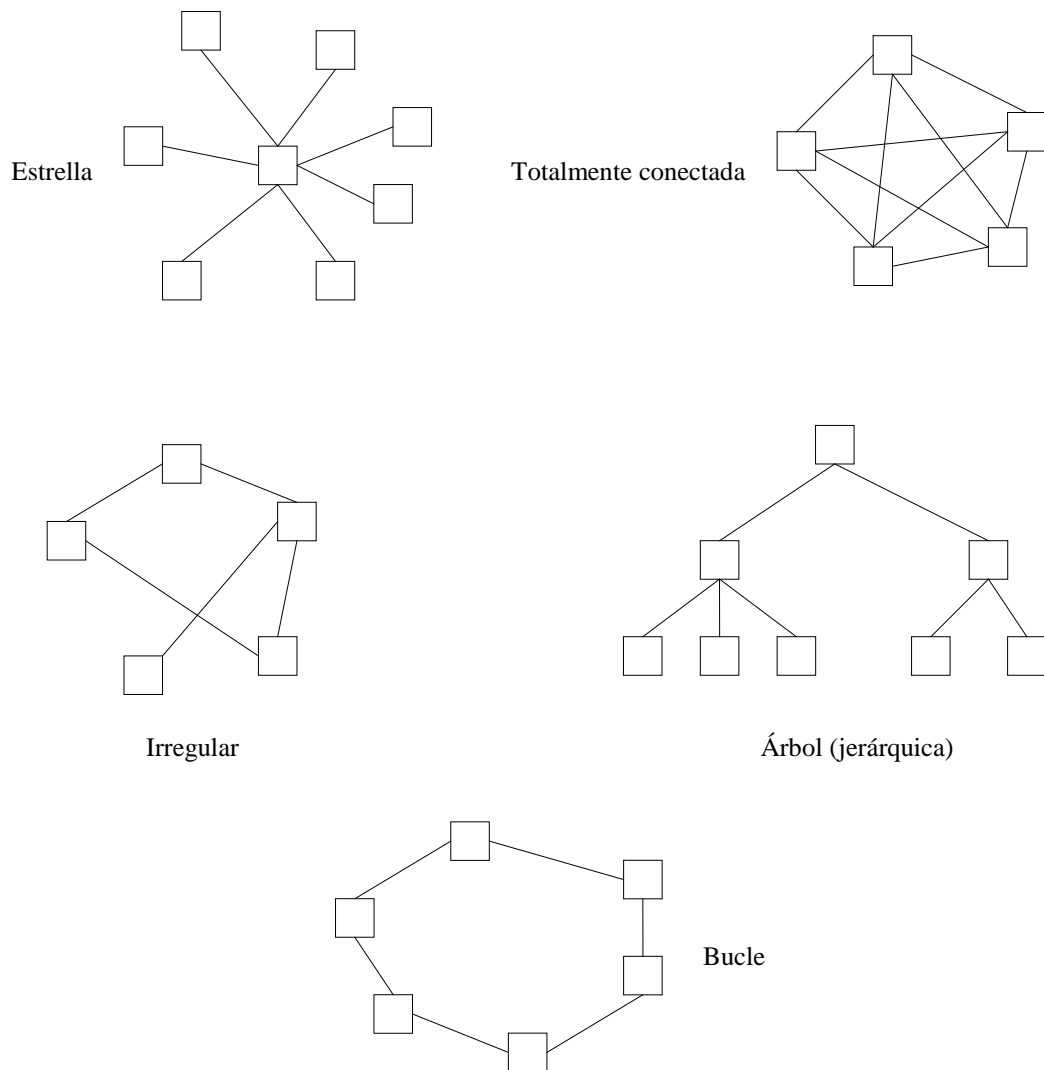 Estrella
Totalmente conectada
Irregular
Árbol (jerárquica)
Bucle